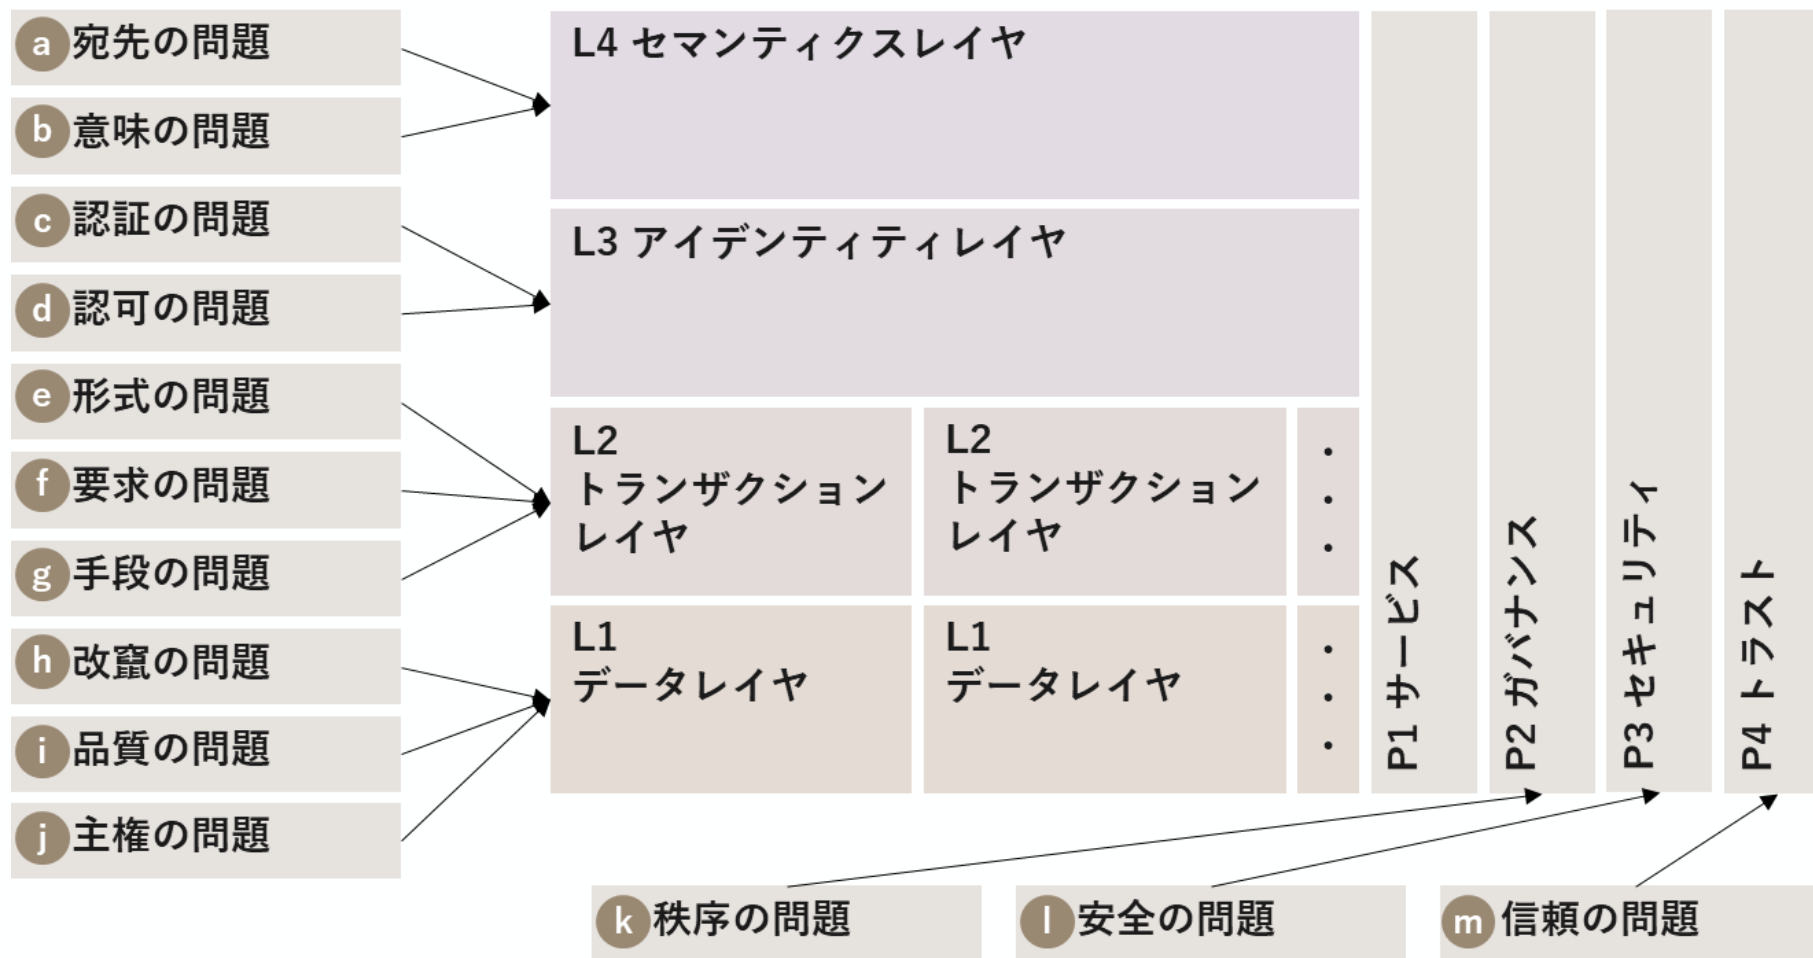 a 宛先の問題
b 意味の問題
c 認証の問題
d 認可の問題
e 形式の問題
f 要求の問題
g 手段の問題
h 改竄の問題
i 品質の問題
j 主権の問題
L4 セマンティクスレイヤ
L3 アイデンティティレイヤ
L2
トランザクション
レイヤ
L2
トランザクション
レイヤ
・
・
・
L1
データレイヤ
L1
データレイヤ
・
・
・
P1 サービス
P2 ガバナンス
P3 セキュリティ
P4 トラスト
k 秩序の問題
l 安全の問題
m 信頼の問題